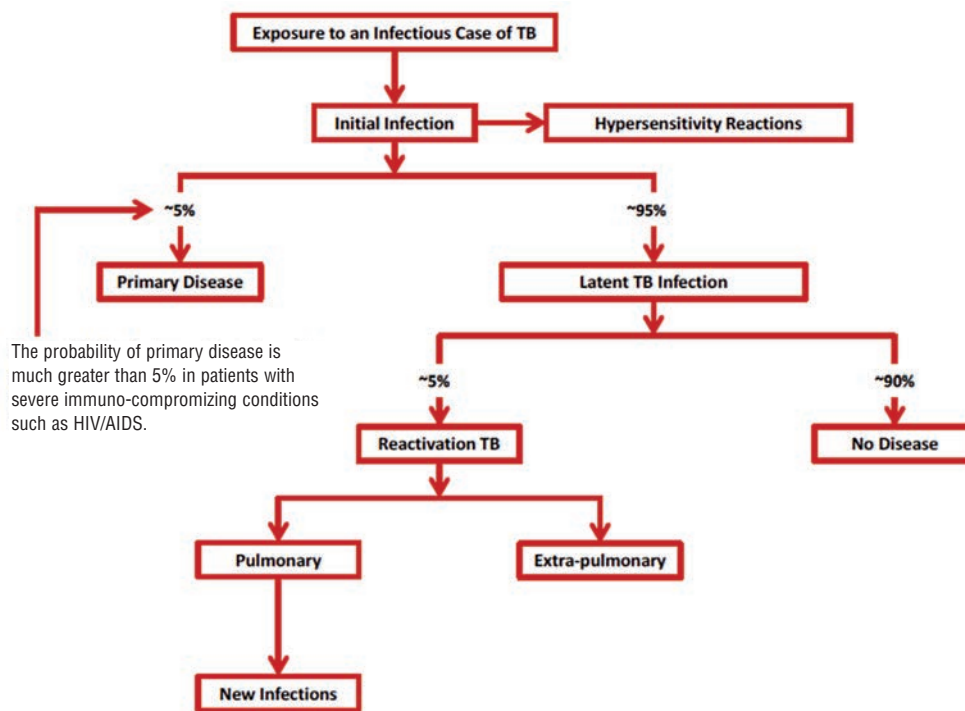 Exposure to an Infectious Case of TB
Initial Infection
Hypersensitivity Reactions
~5%
~95%
Primary Disease
Latent TB Infection
The probability of primary disease is
much greater than 5% in patients with
severe immuno-compromizing conditions
such as HIV/AIDS.
~5%
~90%
Reactivation TB
No Disease
Pulmonary
Extra-pulmonary
New Infections